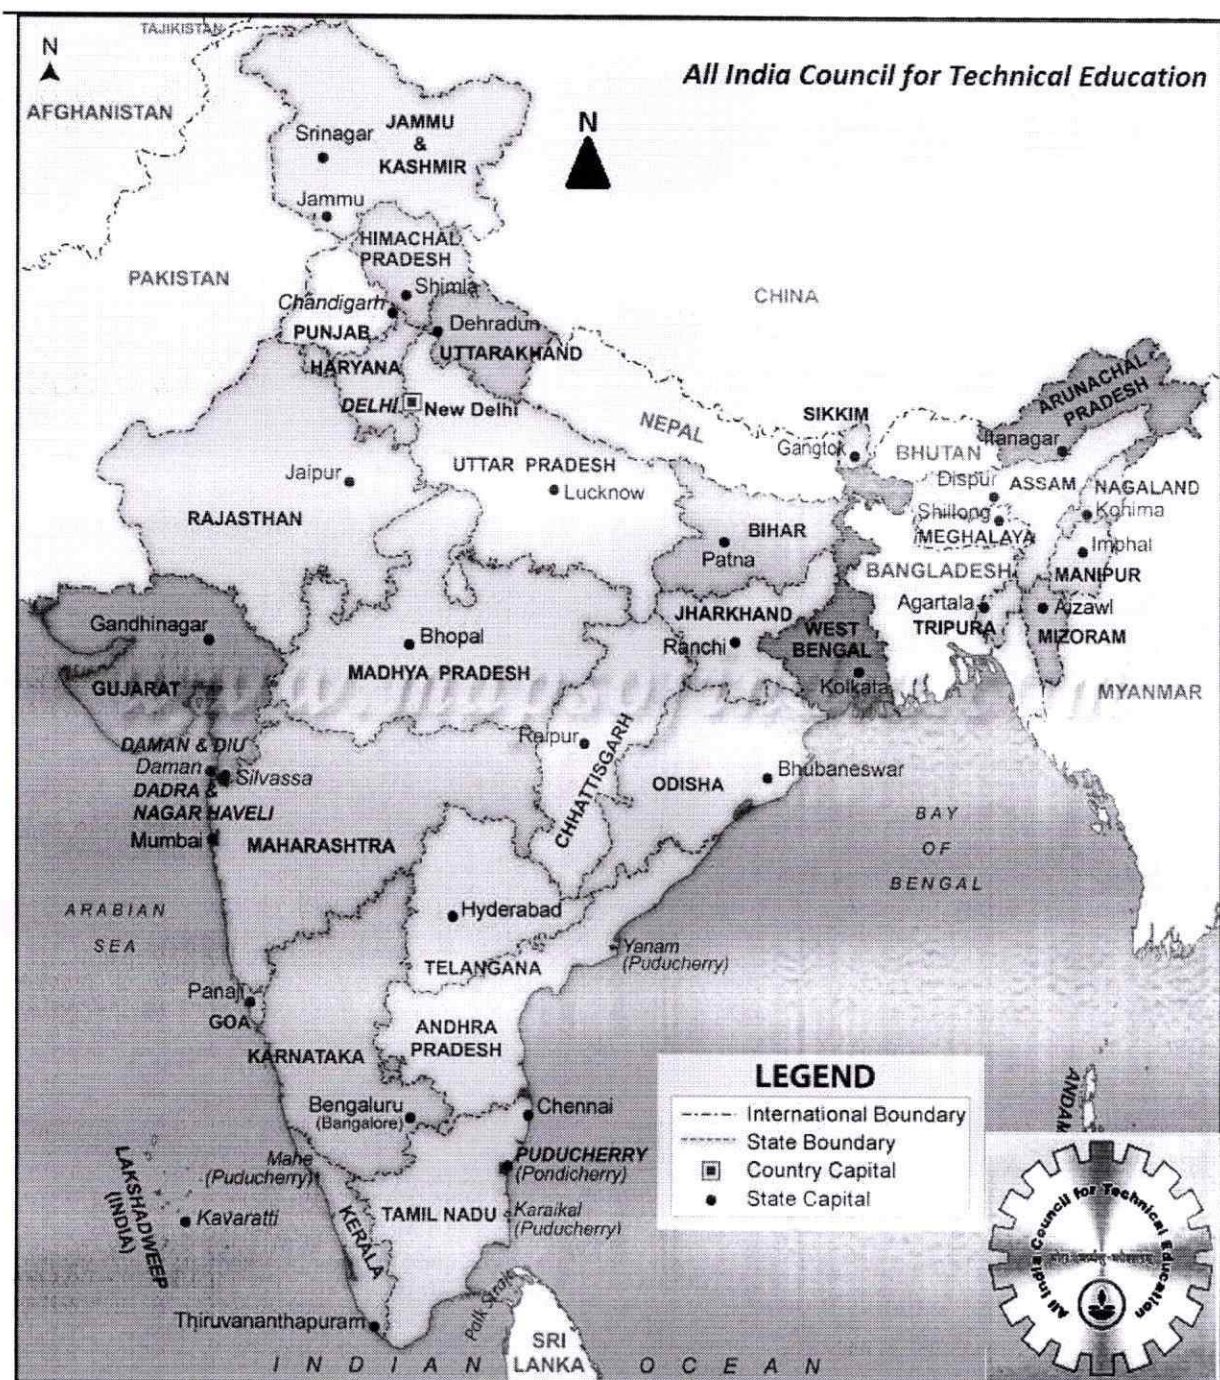 TAJIKISTAN
N
All India Council for Technical Education
AFGHANISTAN
N
JAMMU
&
KASHMIR
Srinagar
Jammu
HIMACHAL
PRADESH
PAKISTAN
Shimla
CHINA
Chandigarh
PUNJAB
Dehradun
UTTARAKHAND
HARYANA
DELHI
New Delhi
NEPAL
SIKKIM
Gangtok
BHUTAN
ARUNACHAL
PRADESH
Itanagar
UTTAR PRADESH
Lucknow
Jaipur
RAJASTHAN
Dispur
ASSAM
NAGALAND
Kohima
Shillong
MEGHALAYA
BIHAR
Patna
Imphal
MANIPUR
BANGLADESH
JHARKHAND
Ranchi
WEST
BENGAL
Kolkata
Agartala
TRIPURA
Aizawl
MIZORAM
MYANMAR
Gandhinagar
GUJARAT
Bhopal
MADHYA PRADESH
DAMAN & DIU
Daman
Silvassa
DADRA &
NAGAR HAVELI
Mumbai
MAHARASHTRA
Raipur
CHHATTISGARH
ODISHA
Bhubaneswar
BAY
OF
BENGAL
ARABIAN
SEA
Hyderabad
TELANGANA
Yanam
(Puducherry)
Panaji
GOA
KARNATAKA
ANDHRA
PRADESH
Bengaluru
(Bangalore)
Chennai
PUDUCHERRY
(Pondicherry)
Mahe
(Puducherry)
LAKSHADWEEP
(INDIA)
Kavaratti
KERALA
TAMIL NADU
Karaikal
(Puducherry)
Thiruvananthapuram
Palk Strait
SRI
LANKA
INDIAN OCEAN
LEGEND
International Boundary
State Boundary
Country Capital
State Capital
ANDAM
All India Council for Technical Education